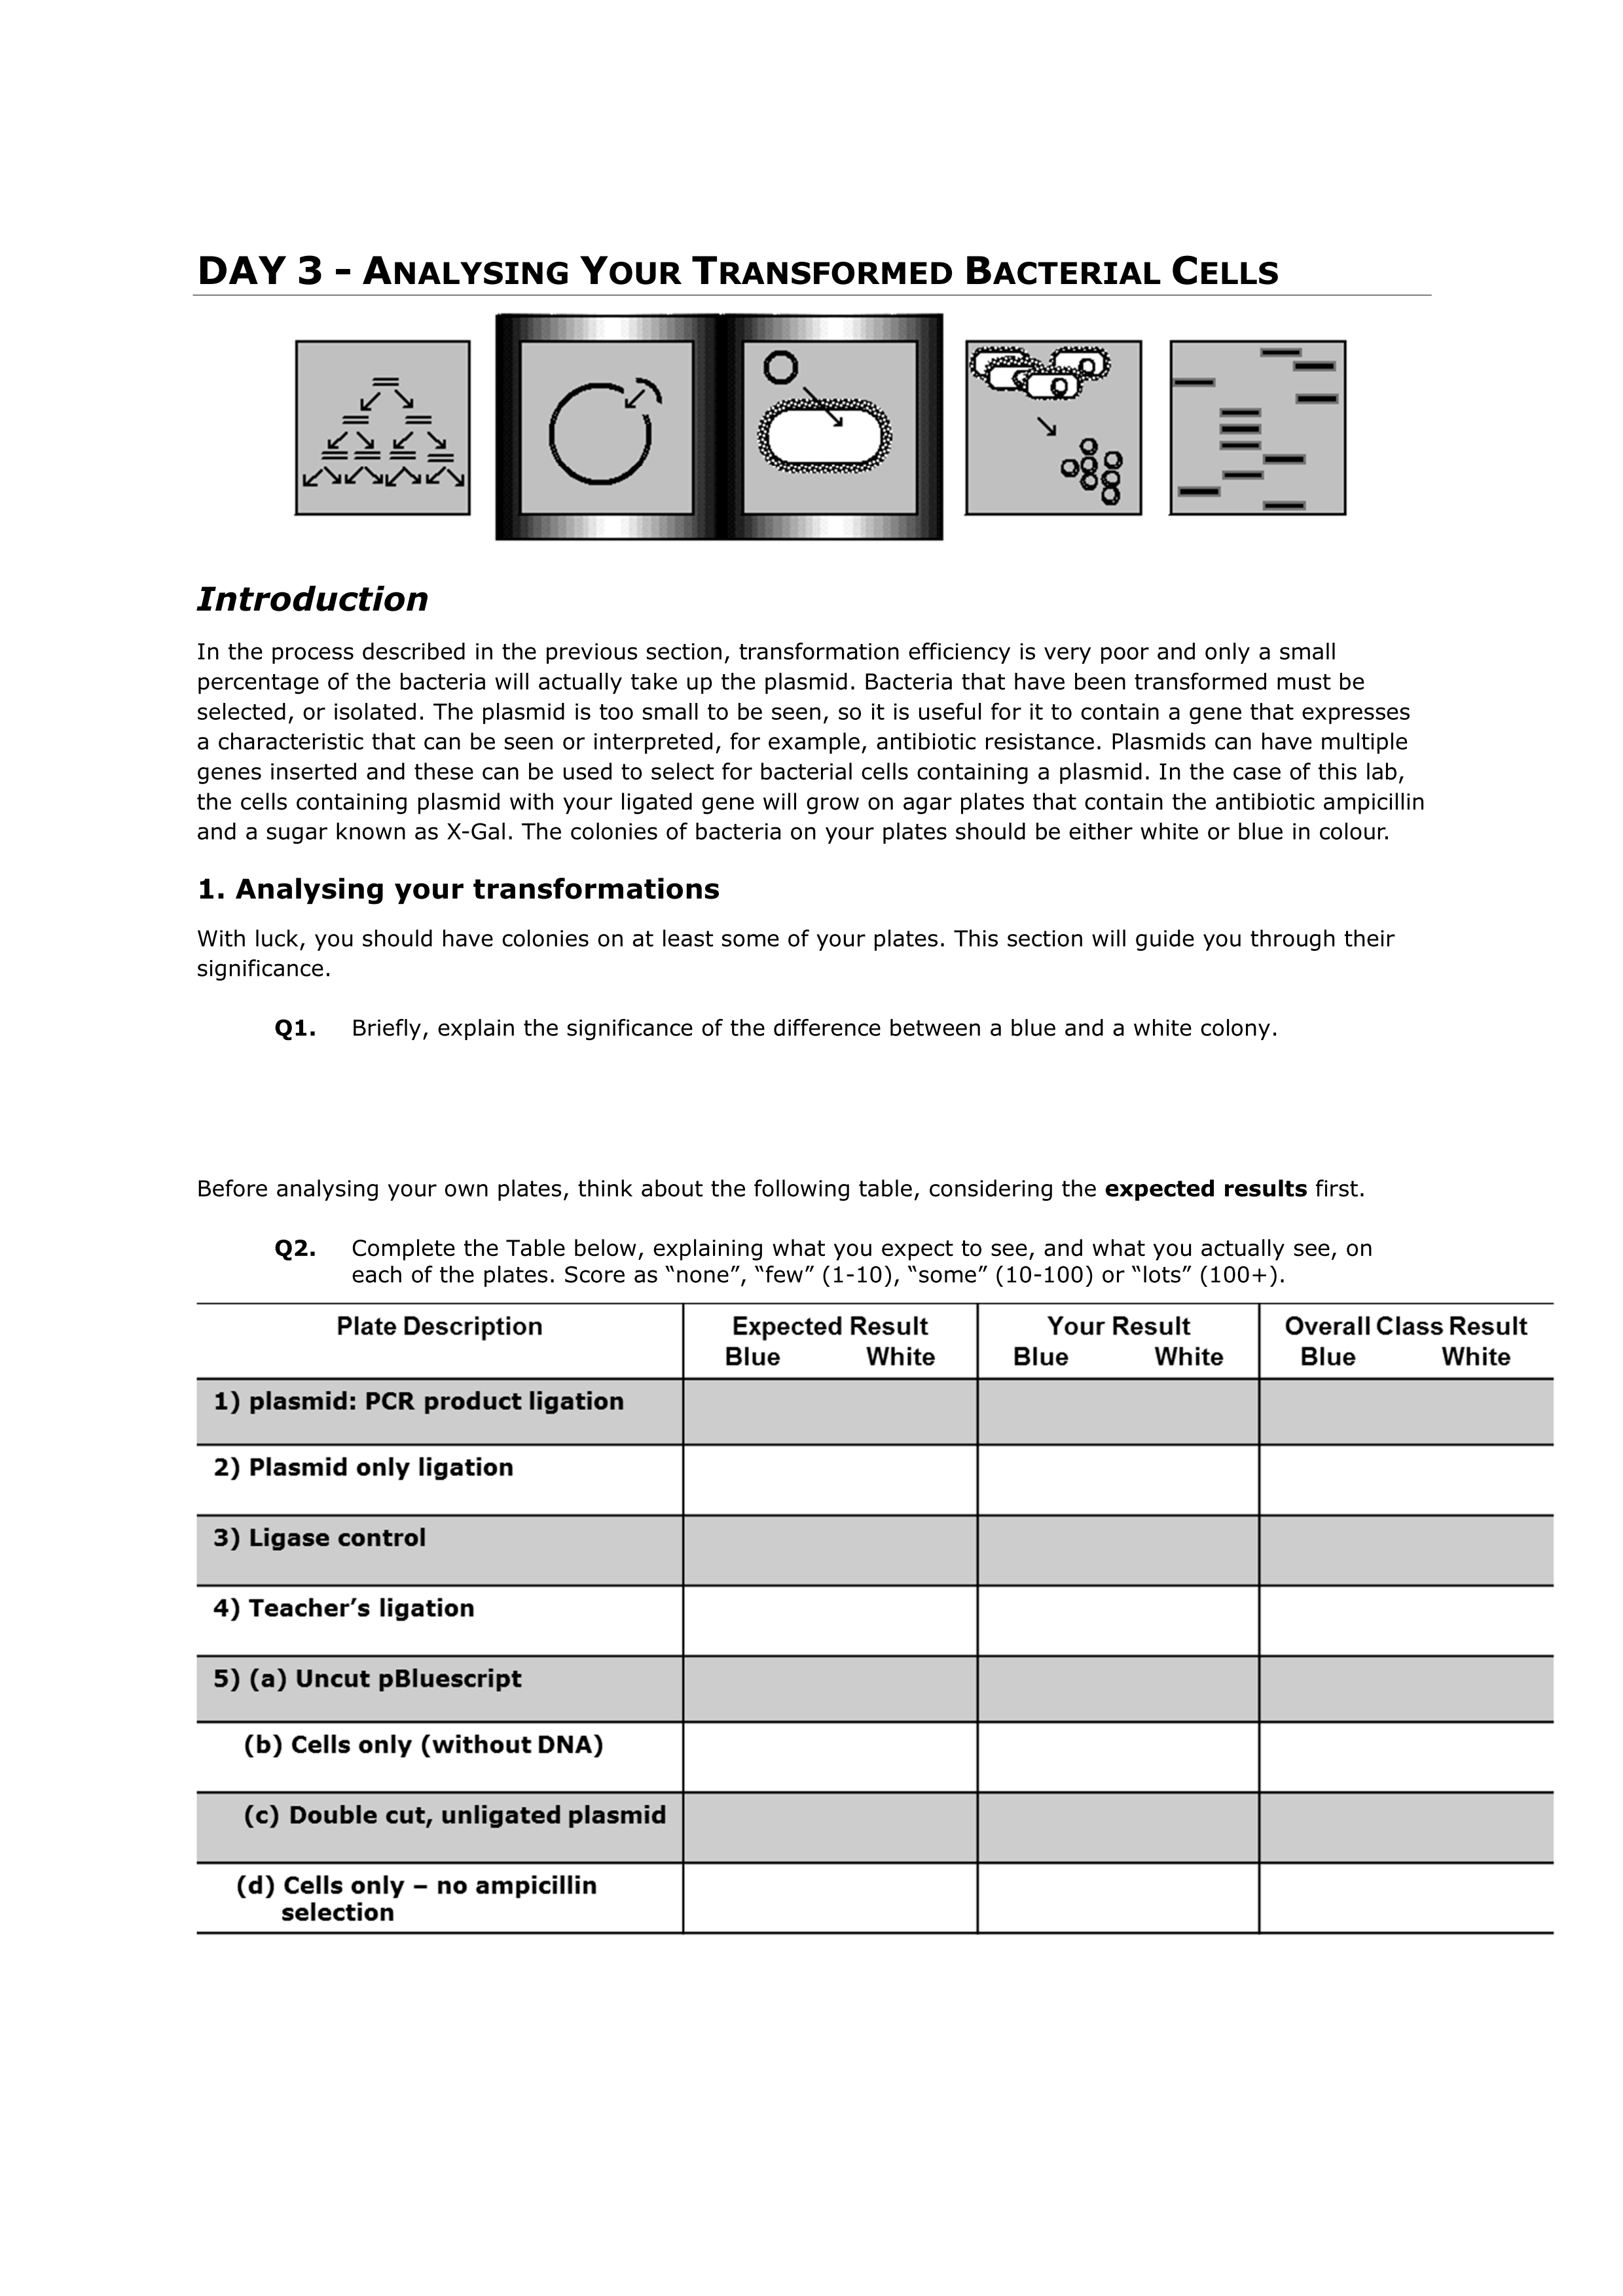 DAY 3 - ANALYSING YOUR TRANSFORMED BACTERIAL CELLS
Introduction
In the process described in the previous section, transformation efficiency is very poor and only a small
percentage of the bacteria will actually take up the plasmid. Bacteria that have been transformed must be
selected, or isolated. The plasmid is too small to be seen, so it is useful for it to contain a gene that expresses
a characteristic that can be seen or interpreted, for example, antibiotic resistance. Plasmids can have multiple
genes inserted and these can be used to select for bacterial cells containing a plasmid. In the case of this lab,
the cells containing plasmid with your ligated gene will grow on agar plates that contain the antibiotic ampicillin
and a sugar known as X-Gal. The colonies of bacteria on your plates should be either white or blue in colour.
1. Analysing your transformations
With luck, you should have colonies on at least some of your plates. This section will guide you through their
significance.
Q1. Briefly, explain the significance of the difference between a blue and a white colony.
Before analysing your own plates, think about the following table, considering the expected results first.
Q2. Complete the Table below, explaining what you expect to see, and what you actually see, on
each of the plates. Score as “none”, “few” (1-10), “some” (10-100) or “lots” (100+).
Plate Description Expected Result Your Result Overall Class Result
Blue White Blue White Blue White
1) plasmid: PCR product ligation
2) Plasmid only ligation
3) Ligase control
4) Teacher’s ligation
5) (a) Uncut pBluescript
(b) Cells only (without DNA)
(c) Double cut, unligated plasmid
(d) Cells only – no ampicillin
selection